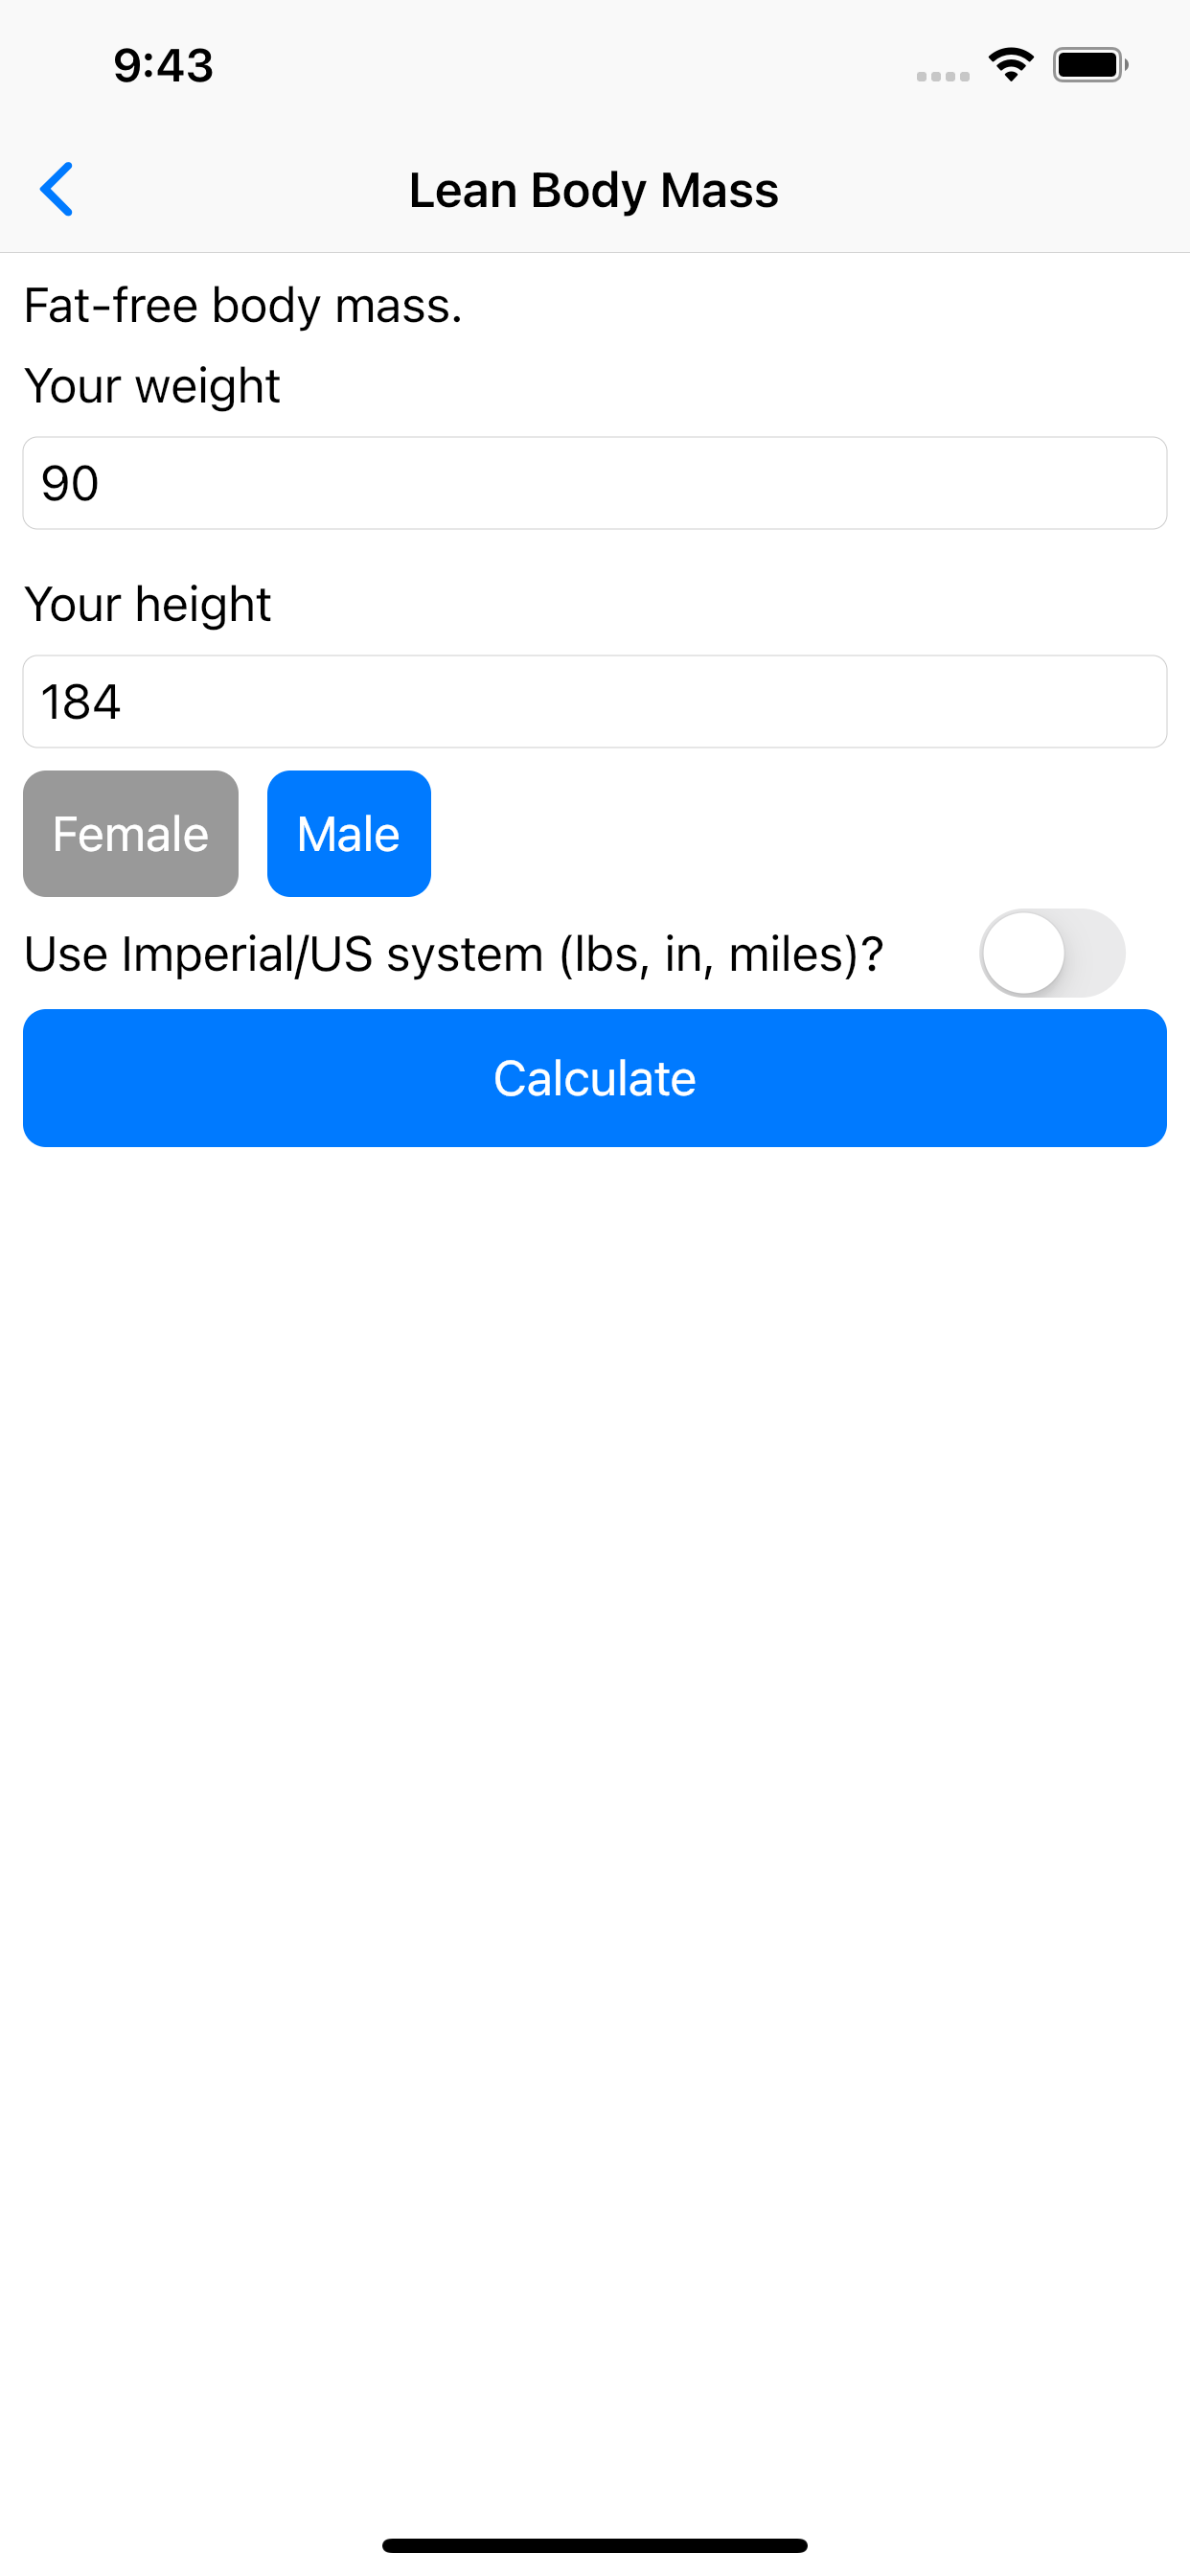 9:43
Lean Body Mass
Fat-free body mass.
Your weight
90
Your height
184
Female Male
Use Imperial/US system (lbs, in, miles)?
Calculate